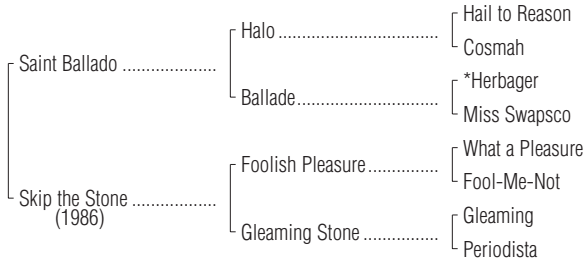 Saint Ballado ...................
Skip the Stone .................
(1986)
Halo ................................
Ballade............................
Foolish Pleasure..............
Gleaming Stone ...............
Hail to Reason
Cosmah
*Herbager
Miss Swapsco
What a Pleasure
Fool-Me-Not
Gleaming
Periodista